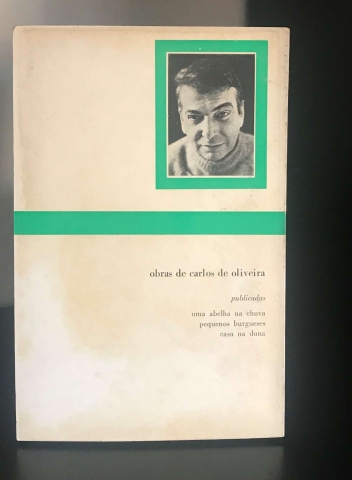 obras de carlos de oliveira
publicadas
uma abelha na chuva
pequenos burgueses
casa na duna